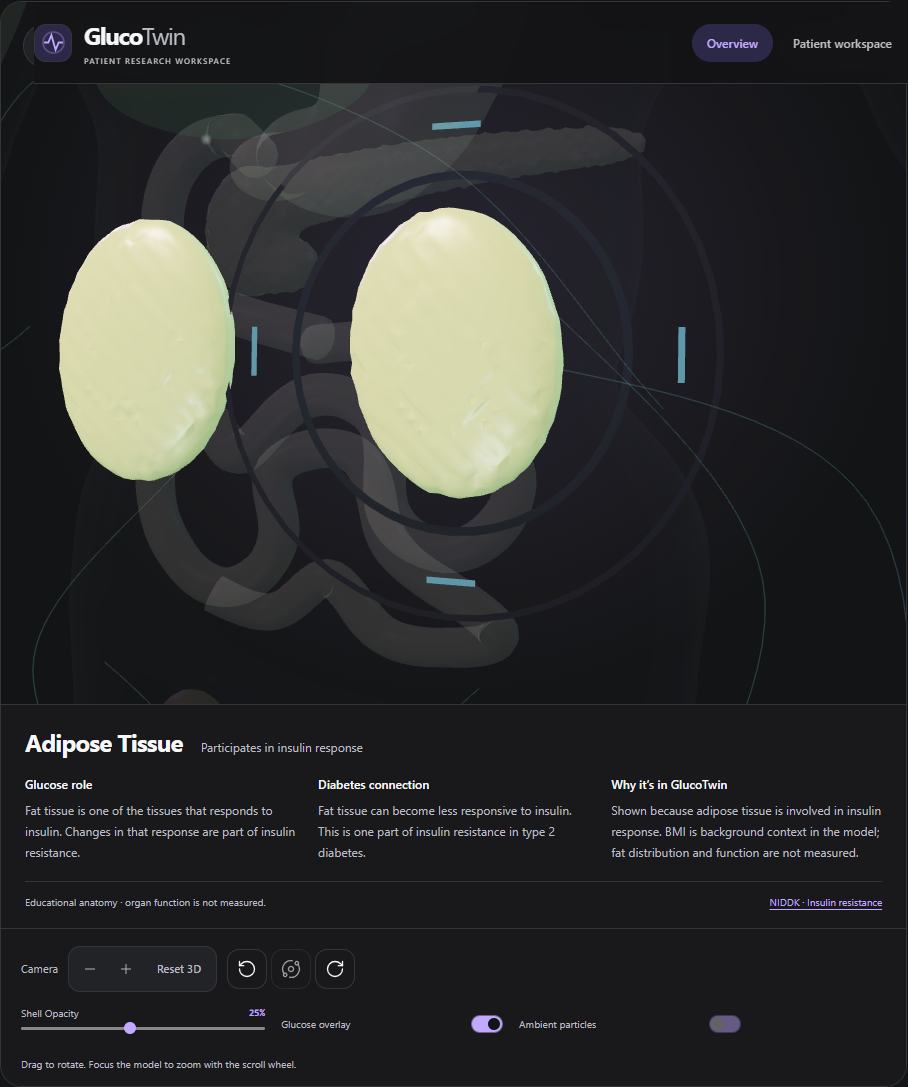 GlucoTwin
PATIENT RESEARCH WORKSPACE
Overview
Patient workspace
Adipose Tissue
Participates in insulin response
Glucose role
Fat tissue is one of the tissues that responds to
insulin. Changes in that response are part of insulin
resistance.
Diabetes connection
Fat tissue can become less responsive to insulin.
This is one part of insulin resistance in type 2
diabetes.
Why it's in GlucoTwin
Shown because adipose tissue is involved in insulin
response. BMI is background context in the model;
fat distribution and function are not measured.
Educational anatomy · organ function is not measured.
NIDDK · Insulin resistance
Camera
Reset 3D
Shell Opacity
25%
Glucose overlay
Ambient particles
Drag to rotate. Focus the model to zoom with the scroll wheel.